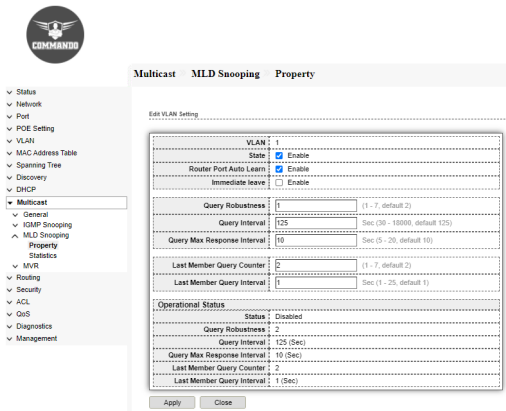 COMMANDO
Multicast MLD Snooping Property
Status
Network
Port
POE Setting
VLAN
MAC Address Table
Spanning Tree
Discovery
DHCP
Multicast
General
IGMP Snooping
MLD Snooping
Property
Statistics
MVR
Routing
Security
ACL
QoS
Diagnostics
Management
Edit VLAN Setting
VLAN 1
State Enable
Router Port Auto Learn Enable
Immediate leave Enable
Query Robustness 1 (1 - 7, default 2)
Query Interval 125 Sec (30 - 18000, default 125)
Query Max Response Interval 10 Sec (5 - 20, default 10)
Last Member Query Counter 2 (1 - 7, default 2)
Last Member Query Interval 1 Sec (1 - 25, default 1)
Operational Status
Status Disabled
Query Robustness 2
Query Interval 125 (Sec)
Query Max Response Interval 10 (Sec)
Last Member Query Counter 2
Last Member Query Interval 1 (Sec)
Apply Close